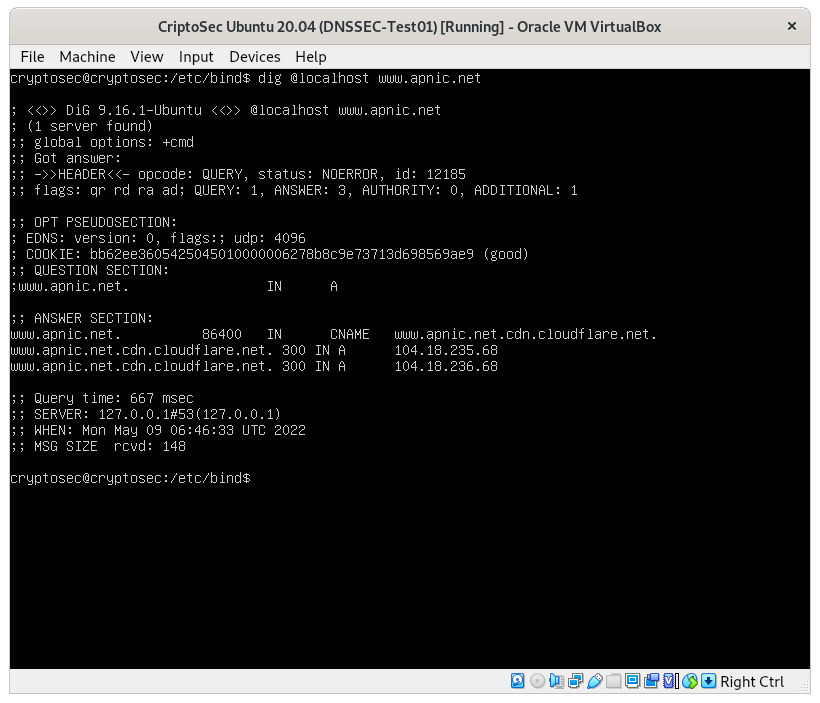 CriptoSec Ubuntu 20.04 (DNSSEC-Test01) [Running] - Oracle VM VirtualBox ×
File Machine View Input Devices Help
cryptosec@cryptosec:/etc/bind$ dig @localhost www.apnic.net
; <<>> DiG 9.16.1-Ubuntu <<>> @localhost www.apnic.net
; (1 server found)
;; global options: +cmd
;; Got answer:
;; ->>HEADER<<- opcode: QUERY, status: NOERROR, id: 12185
;; flags: qr rd ra ad; QUERY: 1, ANSWER: 3, AUTHORITY: 0, ADDITIONAL: 1
;; OPT PSEUDOSECTION:
; EDNS: version: 0, flags:; udp: 4096
; COOKIE: bb62ee3605425045010000006278b8c9e73713d698569ae9 (good)
;; QUESTION SECTION:
;www.apnic.net. IN A
;; ANSWER SECTION:
www.apnic.net. 86400 IN CNAME www.apnic.net.cdn.cloudflare.net.
www.apnic.net.cdn.cloudflare.net. 300 IN A 104.18.235.68
www.apnic.net.cdn.cloudflare.net. 300 IN A 104.18.236.68
;; Query time: 667 msec
;; SERVER: 127.0.0.1#53(127.0.0.1)
;; WHEN: Mon May 09 06:46:33 UTC 2022
;; MSG SIZE rcvd: 148
cryptosec@cryptosec:/etc/bind$
Right Ctrl